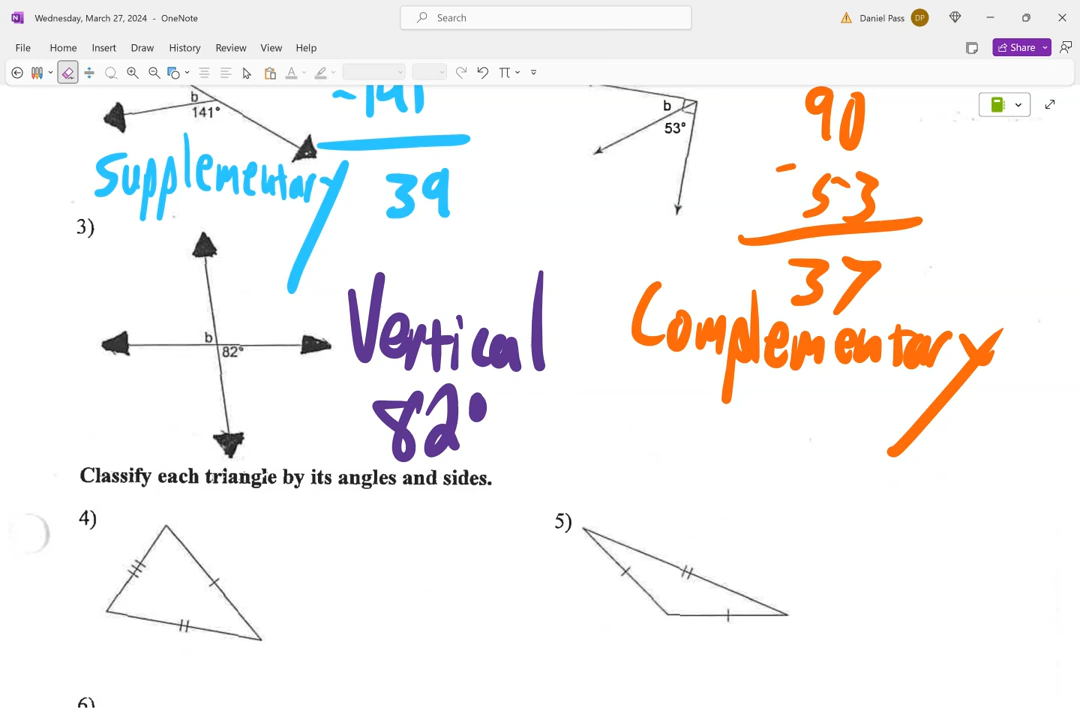 Wednesday, March 27, 2024 - OneNote
Search
Daniel Pass DP
File Home Insert Draw History Review View Help
Share
b
141°
-141
39
Supplementary
b
53°
90
-53
37
Complementary
3)
b
82°
Vertical
82°
Classify each triangle by its angles and sides.
4)
5)
6)